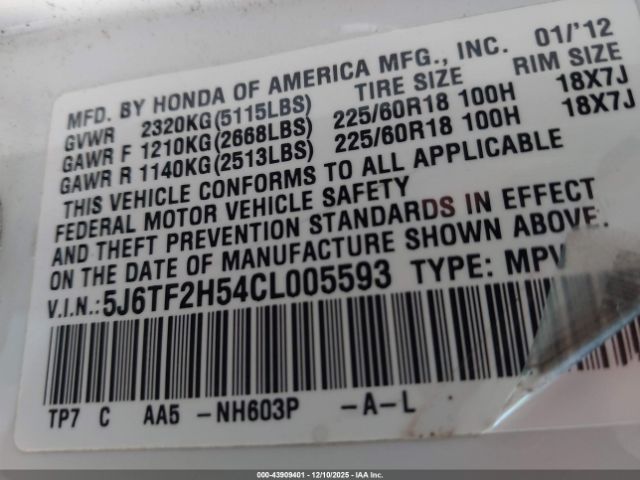 MFD. BY HONDA OF AMERICA MFG., INC. 01/'12
GVWR 2320KG(5115LBS) TIRE SIZE RIM SIZE
GAWR F 1210KG(2668LBS) 225/60R18 100H 18X7J
GAWR R 1140KG(2513LBS) 225/60R18 100H 18X7J
THIS VEHICLE CONFORMS TO ALL APPLICABLE
FEDERAL MOTOR VEHICLE SAFETY
AND THEFT PREVENTION STANDARDS IN EFFECT
ON THE DATE OF MANUFACTURE SHOWN ABOVE.
V.I.N.:5J6TF2H54CL005593 TYPE: MPV
TP7 C AA5 -NH603P -A-L
000-43909401 - 12/10/2025 - IAA Inc.